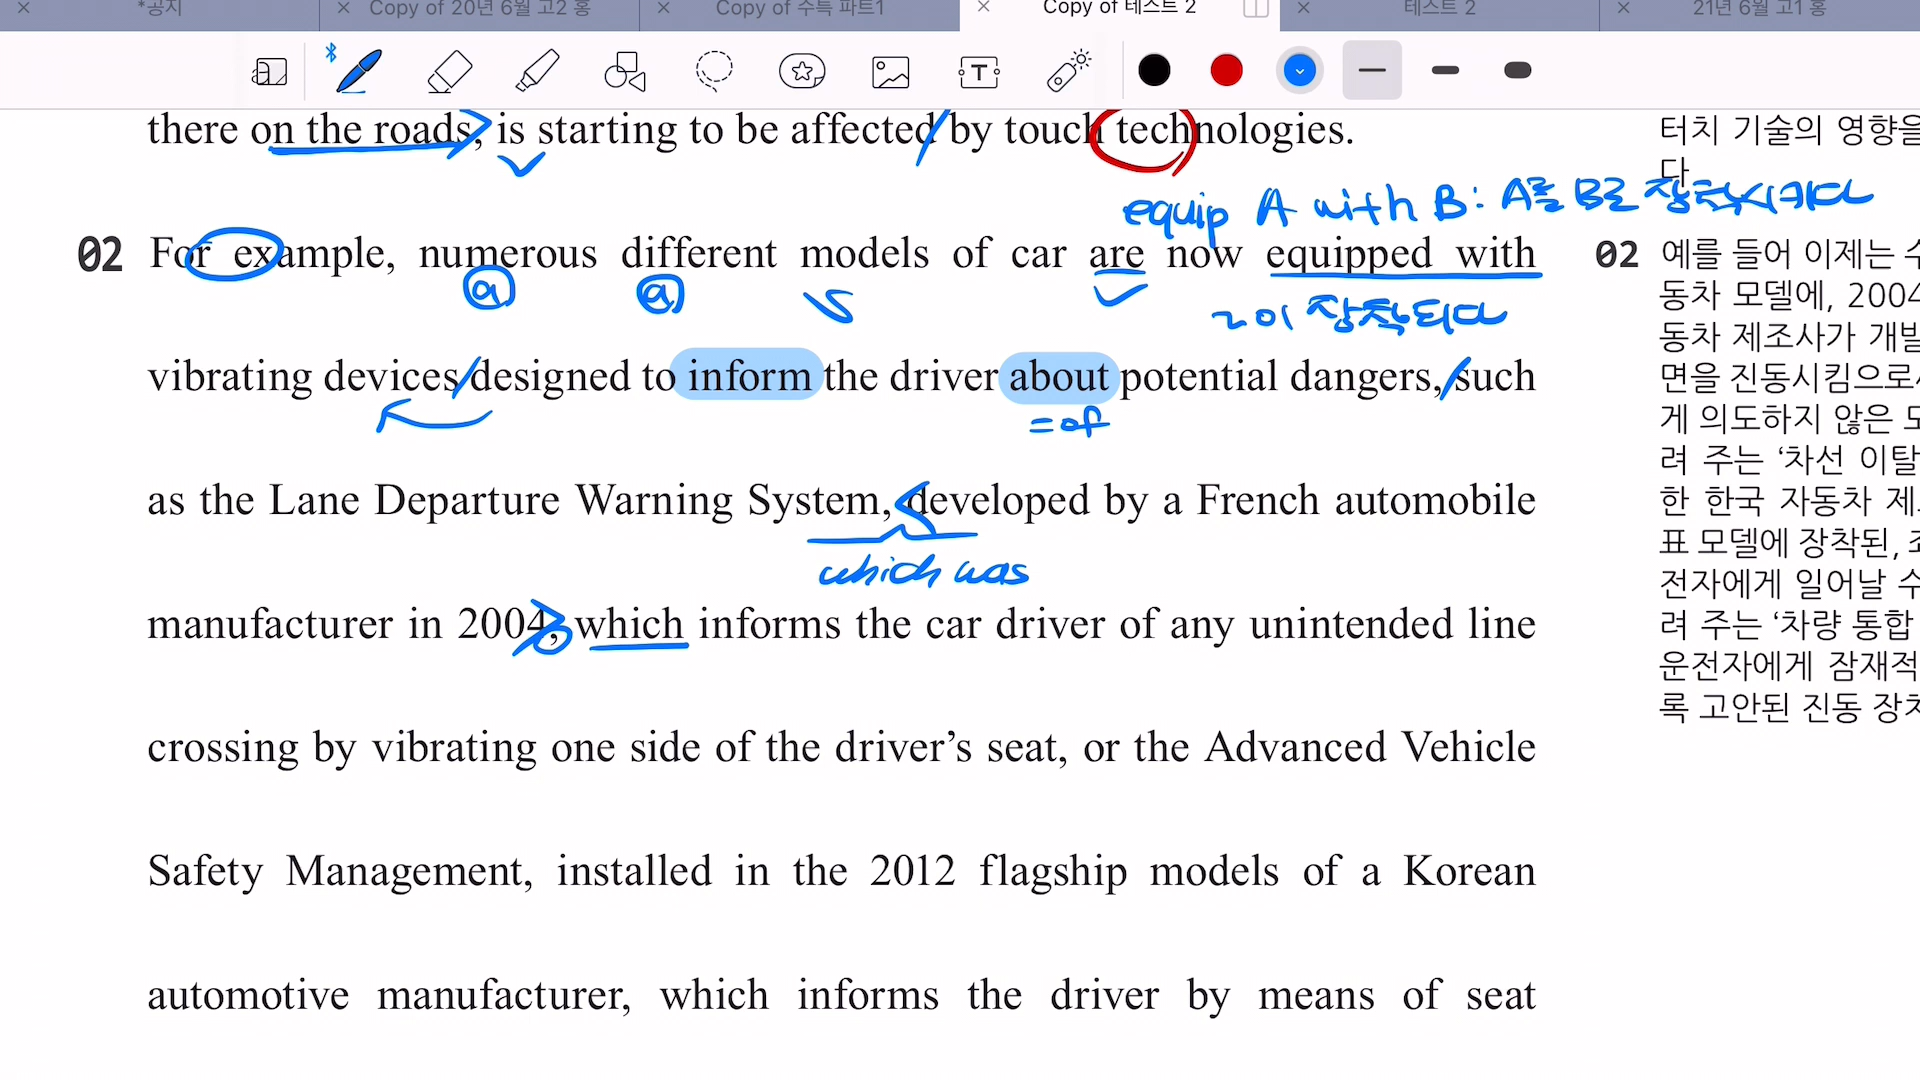 *공지
Copy of 20년 6월 고2 홍
Copy of 수특 파트1
Copy of 테스트 2
테스트 2
21년 6월 고1 홍
there on the roads, is starting to be affected by touch technologies.
터치 기술의 영향을
다
equip A with B : A를 B로 장착시키다
02 For example, numerous different models of car are now equipped with
02 예를 들어 이제는 수
ⓐ ⓐ S
~이 장착되다
동차 모델에, 2004
동차 제조사가 개발
vibrating devices designed to inform the driver about potential dangers, such
면을 진동시킴으로써
= of
게 의도하지 않은 도
려 주는 ‘차선 이탈
as the Lane Departure Warning System, developed by a French automobile
한 한국 자동차 제조
표 모델에 장착된, 좌
which was
전자에게 일어날 수
manufacturer in 2004, which informs the car driver of any unintended line
려 주는 ‘차량 통합
운전자에게 잠재적
록 고안된 진동 장치
crossing by vibrating one side of the driver’s seat, or the Advanced Vehicle
Safety Management, installed in the 2012 flagship models of a Korean
automotive manufacturer, which informs the driver by means of seat